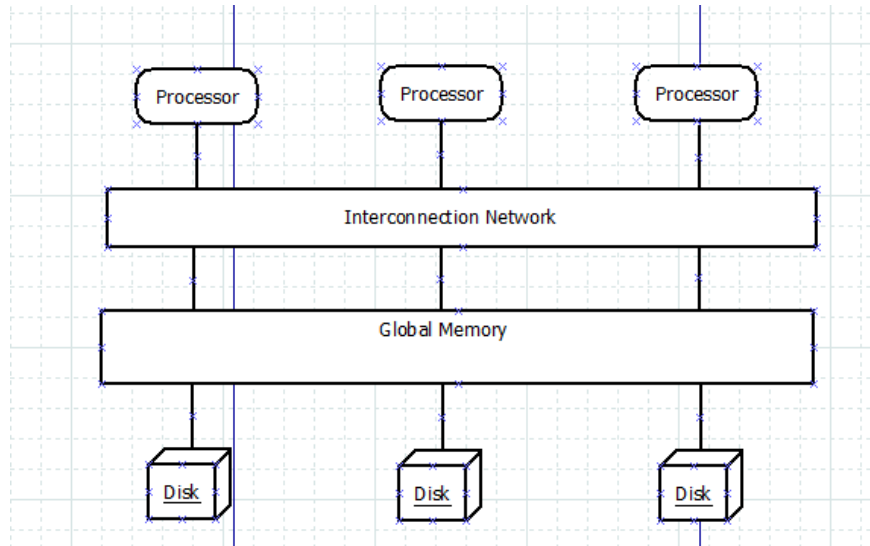 Processor
Processor
Processor
Interconnection Network
Global Memory
Disk
Disk
Disk